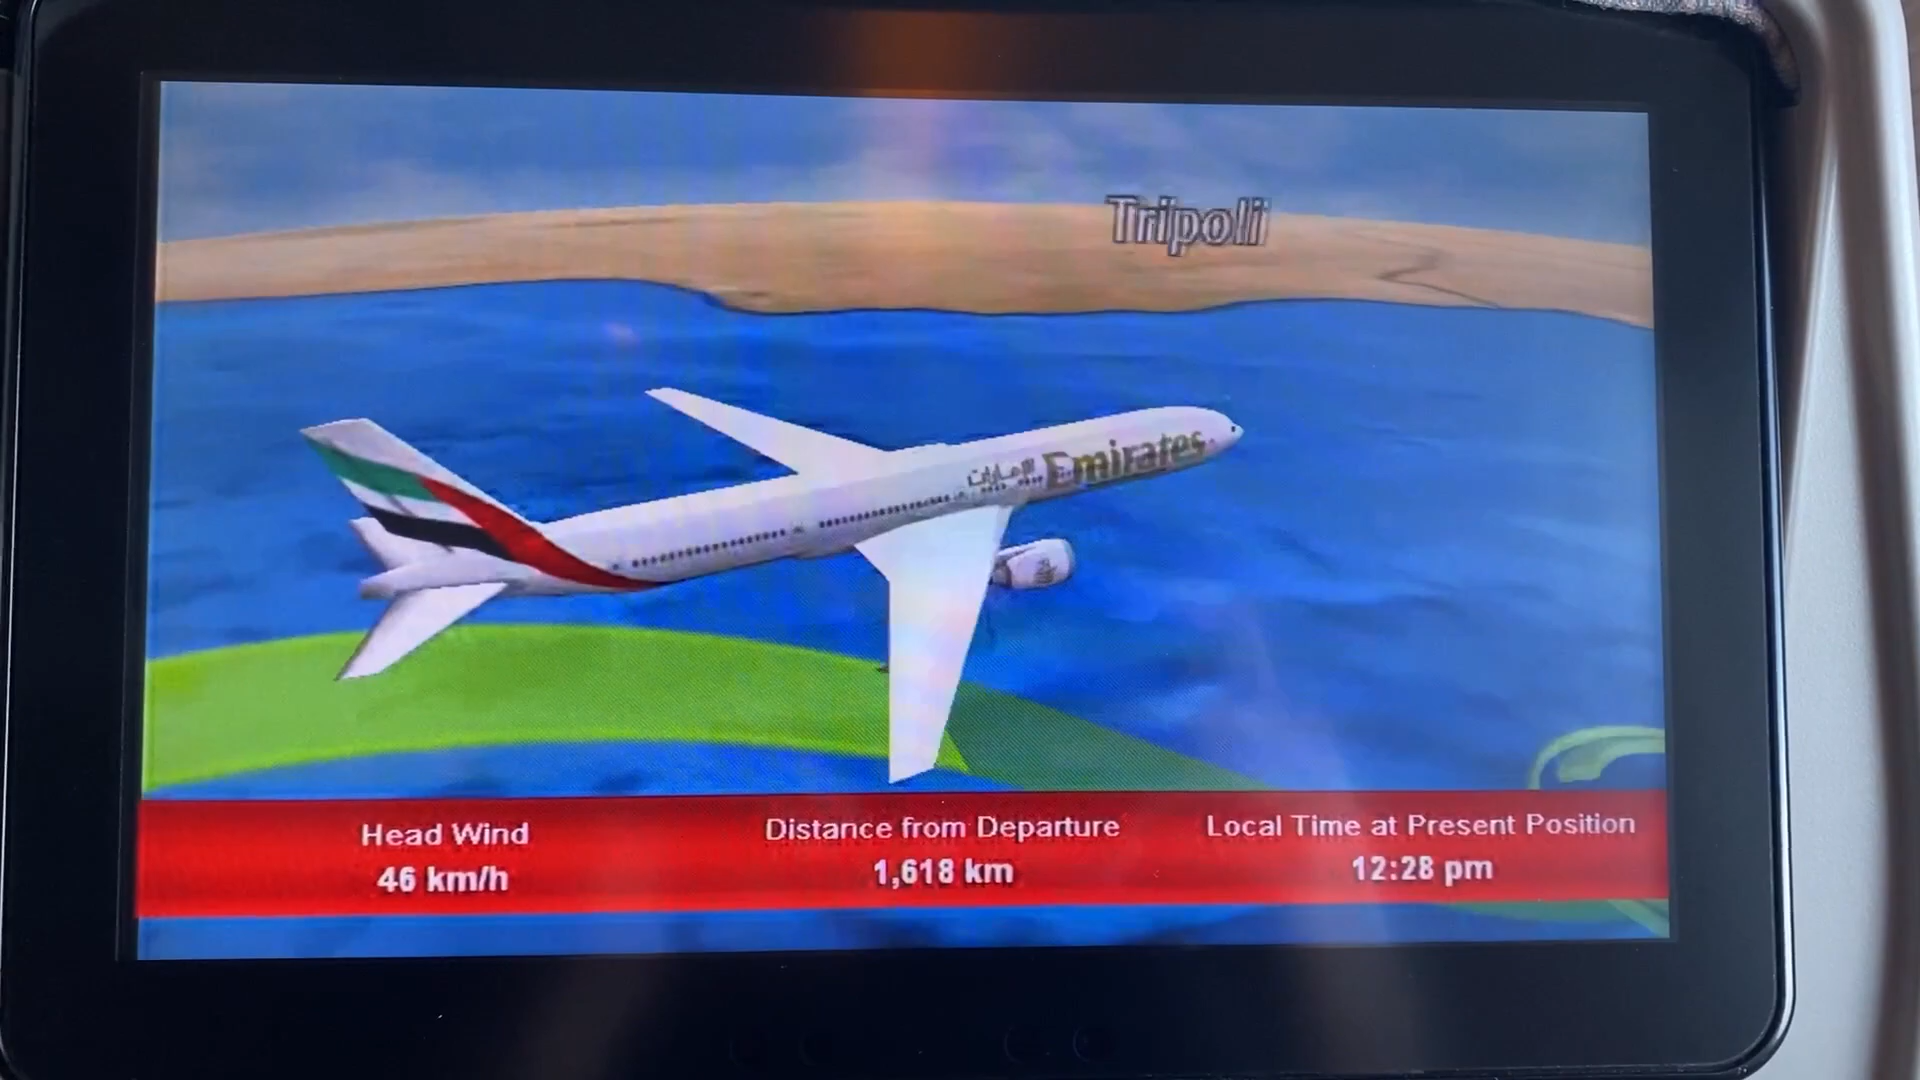 Tripoli
الإمارات Emirates
Head Wind
46 km/h
Distance from Departure
1,618 km
Local Time at Present Position
12:28 pm